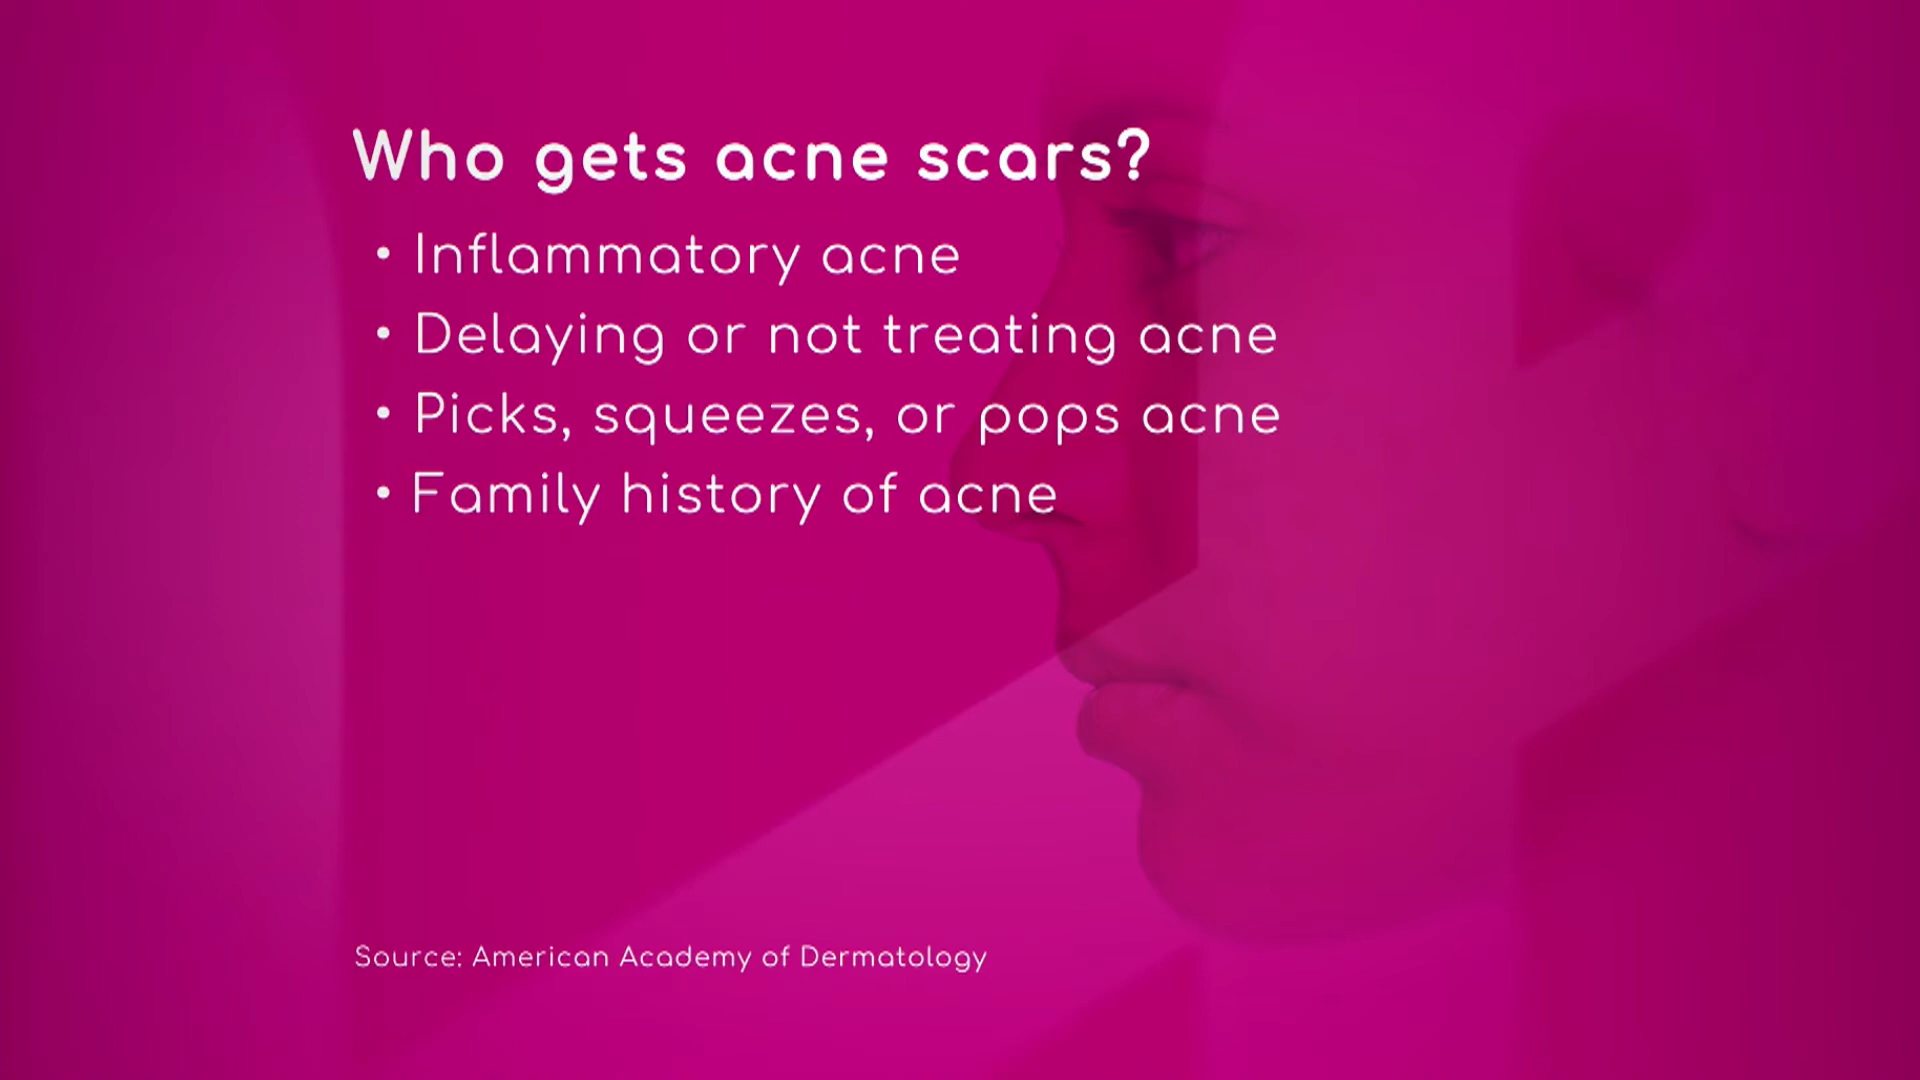 Who gets acne scars?
• Inflammatory acne
• Delaying or not treating acne
• Picks, squeezes, or pops acne
• Family history of acne
Source: American Academy of Dermatology